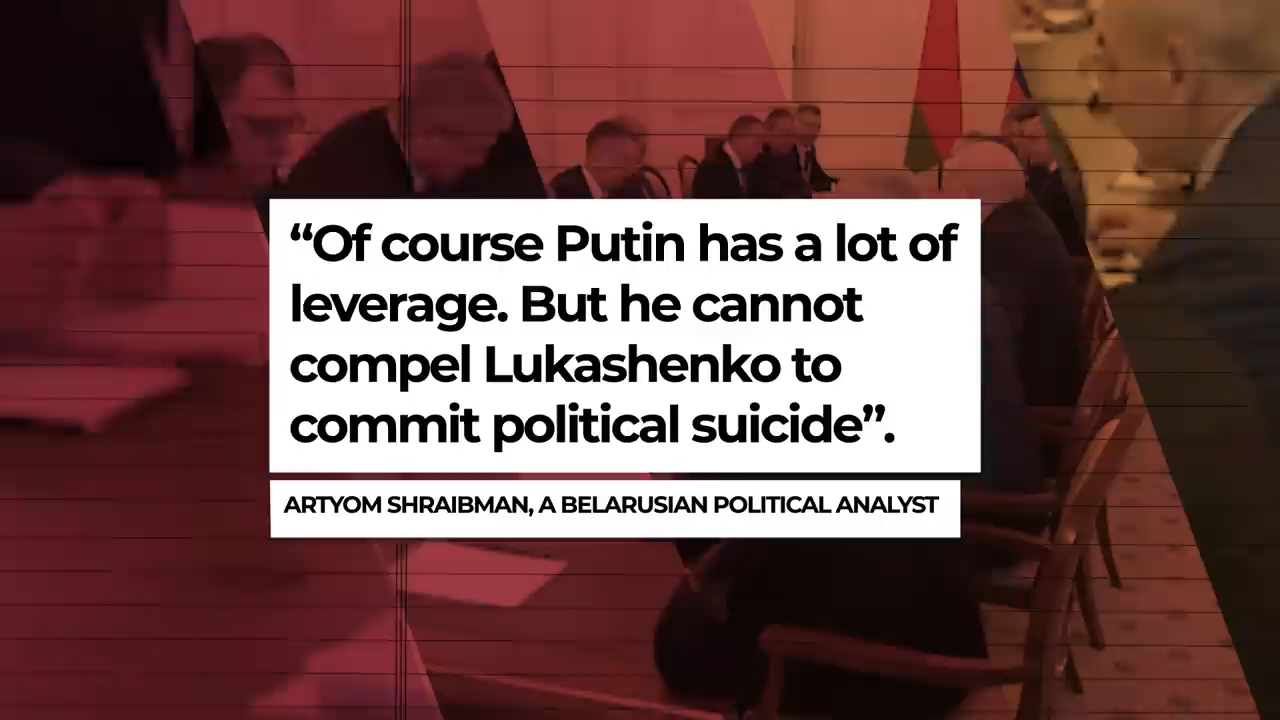 “Of course Putin has a lot of
leverage. But he cannot
compel Lukashenko to
commit political suicide”.
ARTYOM SHRAIBMAN, A BELARUSIAN POLITICAL ANALYST